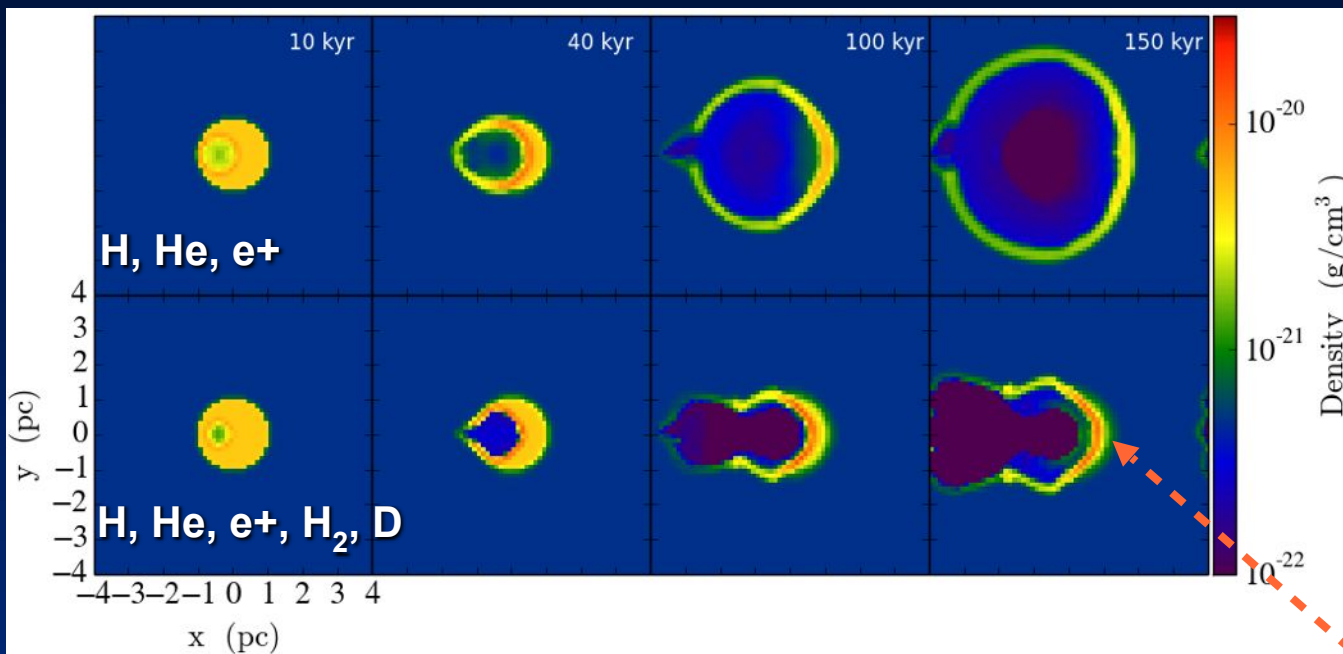 10 kyr
40 kyr
100 kyr
150 kyr
H, He, e+
H, He, e+, H₂, D
y (pc)
4
3
2
1
0
−1
−2
−3
−4
−4−3−2−1 0 1 2 3 4
x (pc)
10⁻²⁰
10⁻²¹
10⁻²²
Density (g/cm³)